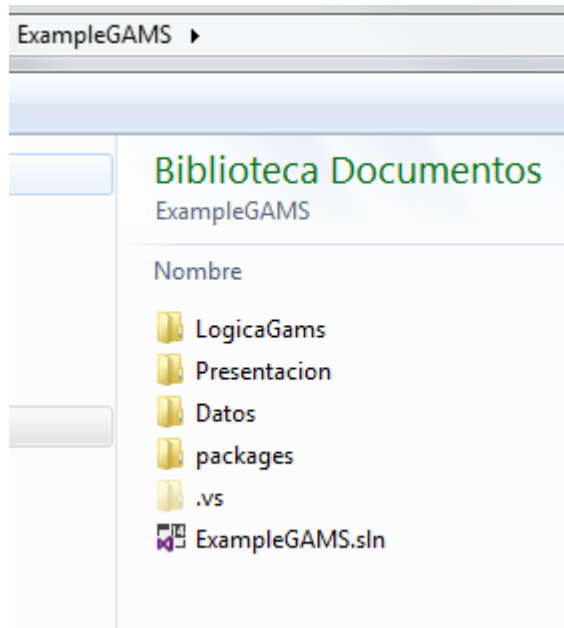 ExampleGAMS
Biblioteca Documentos
ExampleGAMS
Nombre
LogicaGams
Presentacion
Datos
packages
.vs
ExampleGAMS.sln